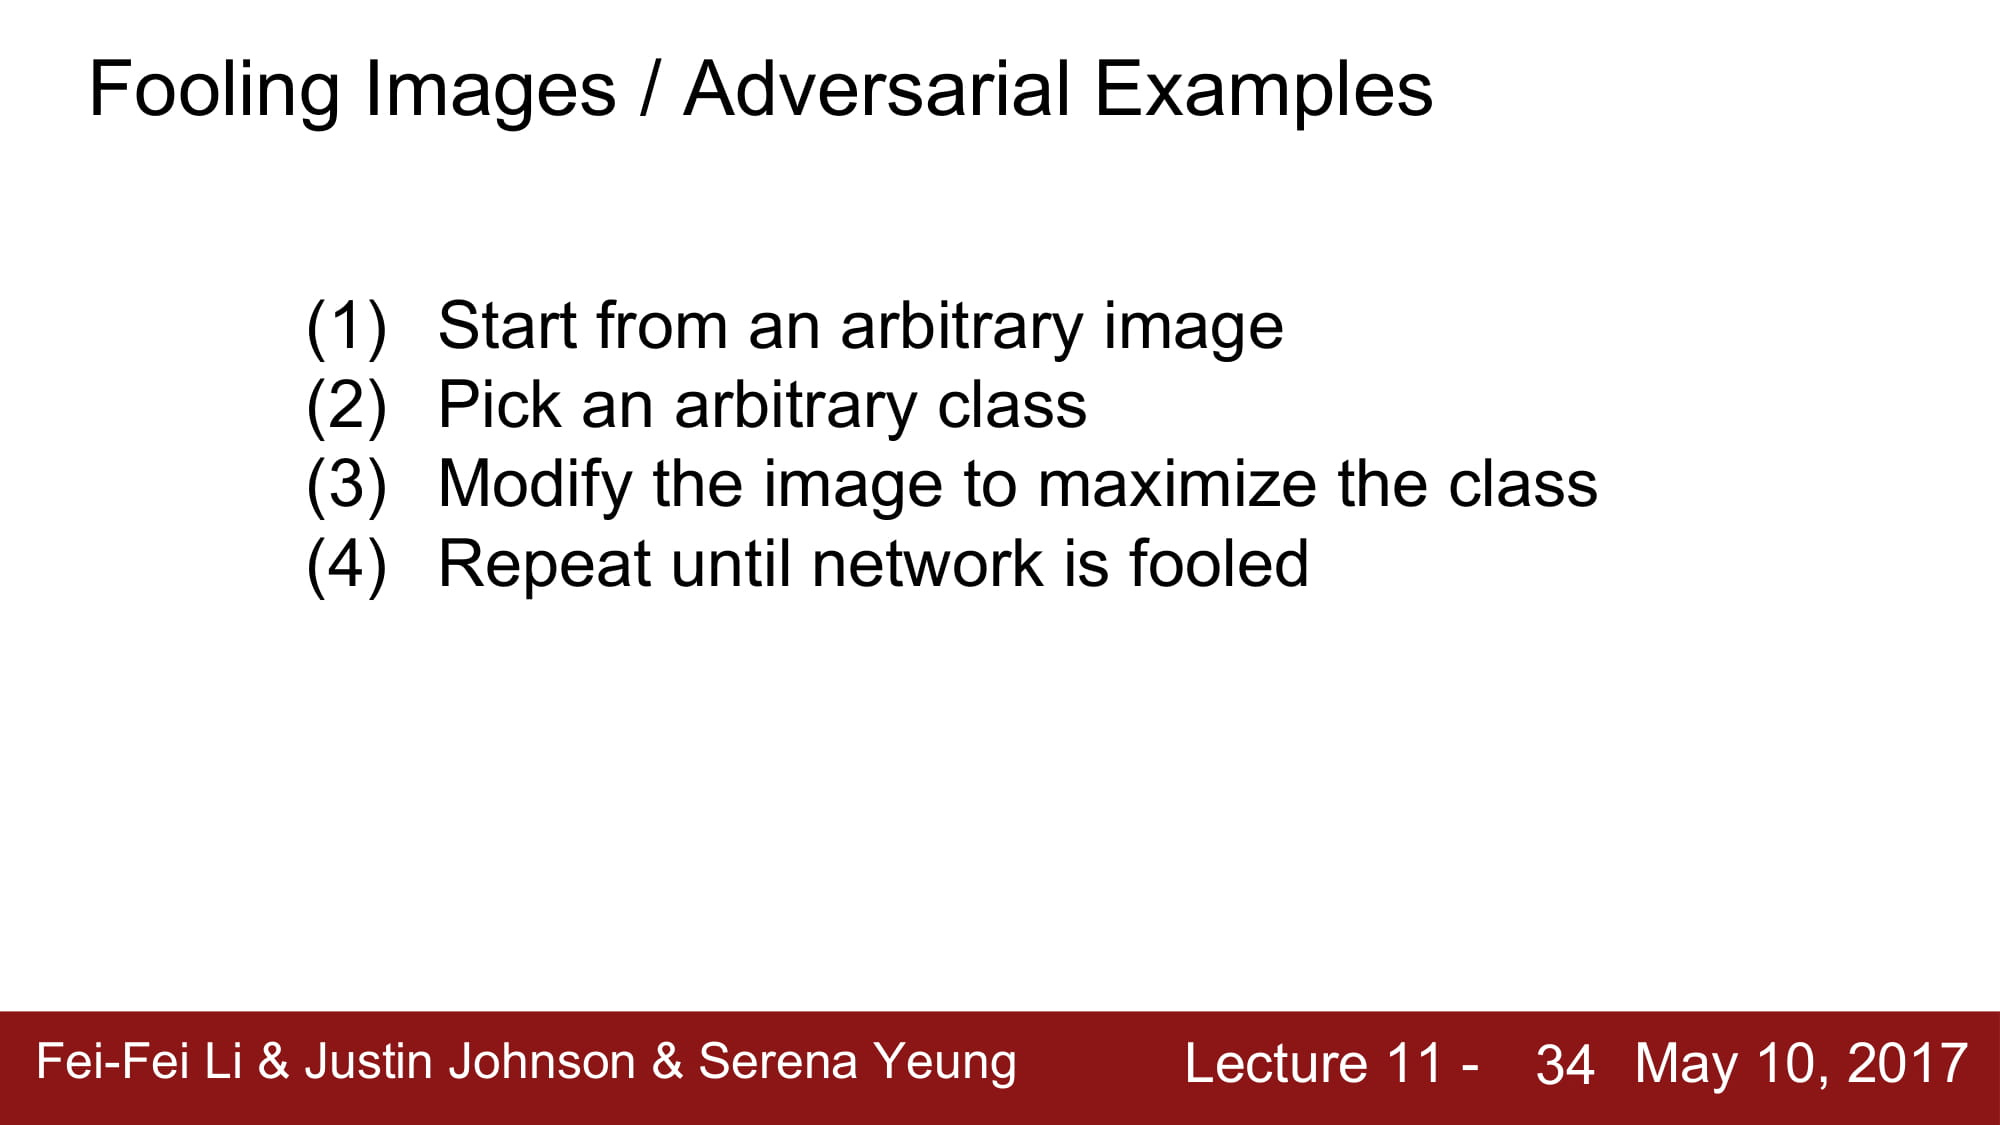 Fooling Images / Adversarial Examples
(1) Start from an arbitrary image
(2) Pick an arbitrary class
(3) Modify the image to maximize the class
(4) Repeat until network is fooled
Fei-Fei Li & Justin Johnson & Serena Yeung Lecture 11 - 34 May 10, 2017